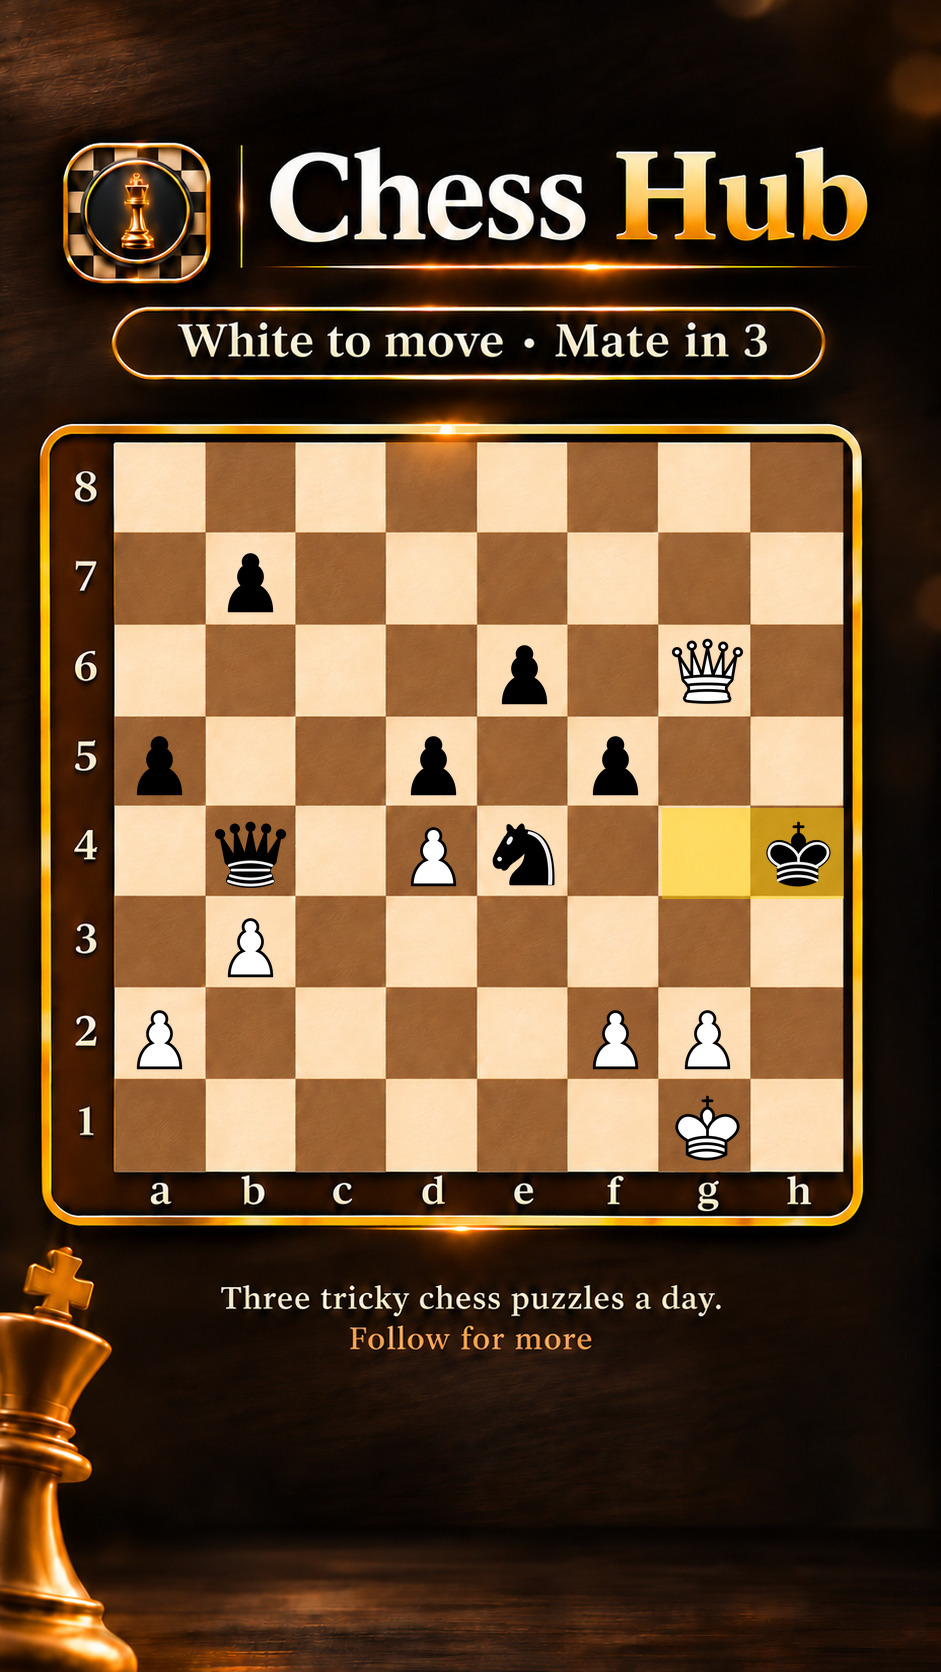 Chess Hub
White to move • Mate in 3
8
7
6
5
4
3
2
1
a b c d e f g h
Three tricky chess puzzles a day.
Follow for more